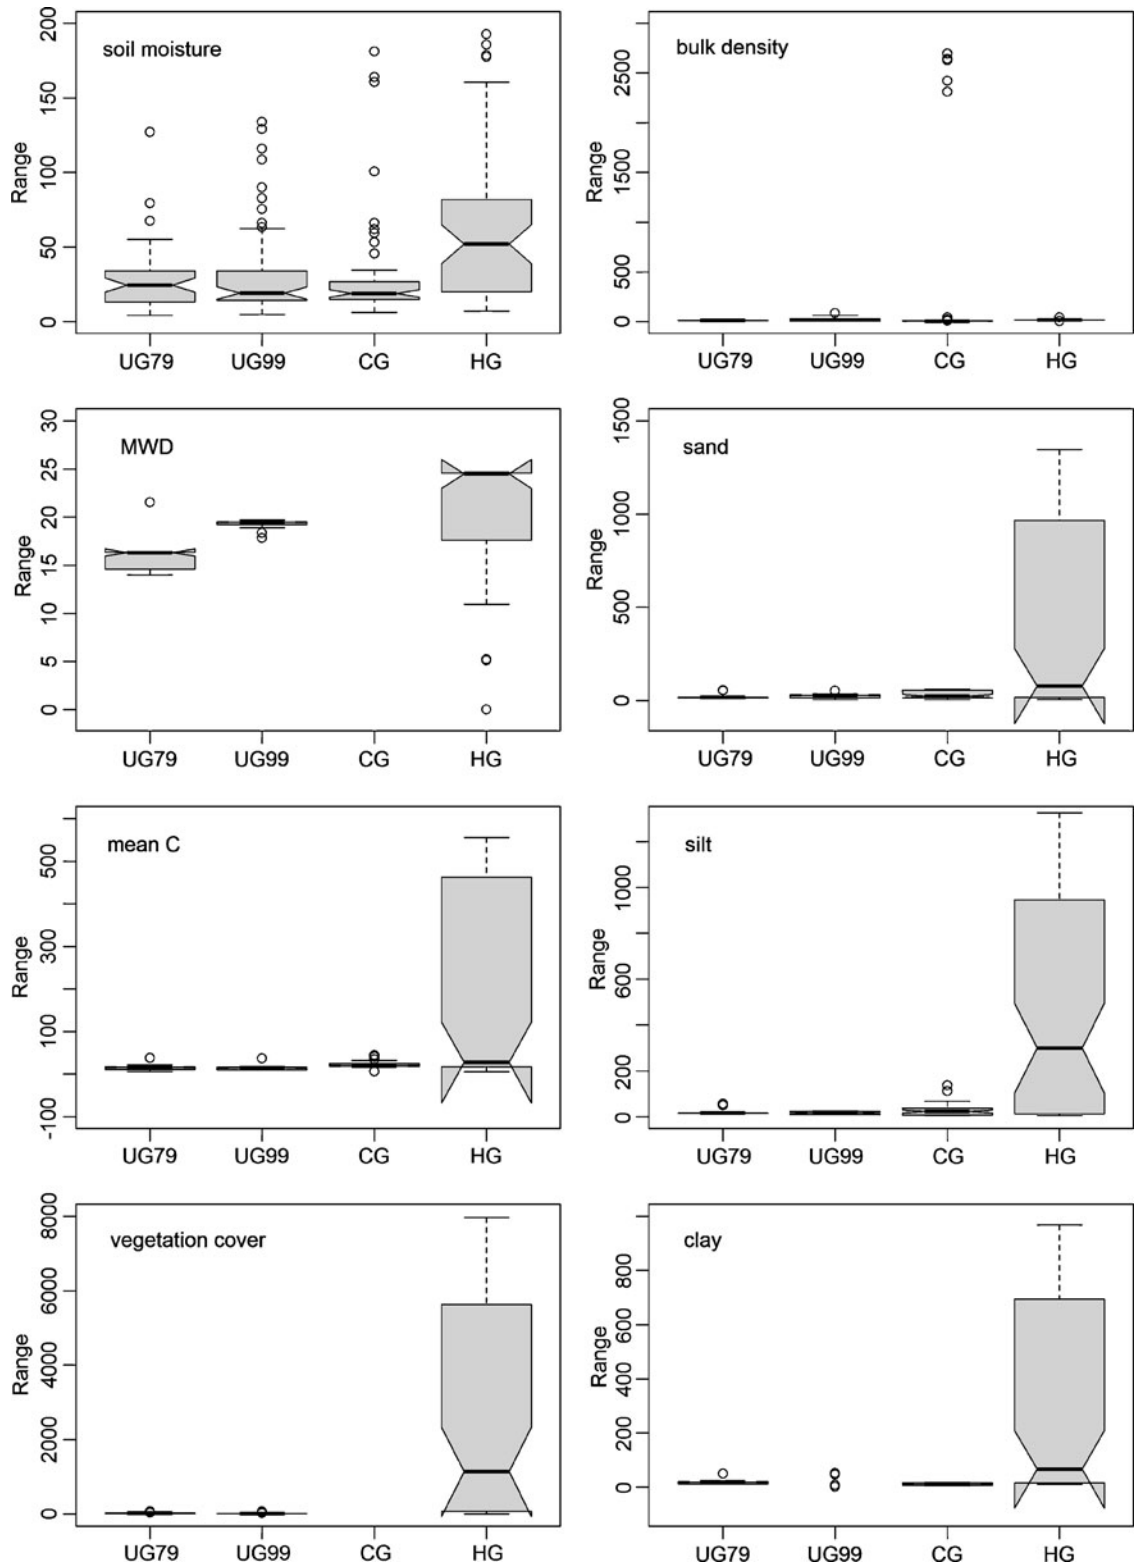 soil moisture
Range
0 50 100 150 200
UG79 UG99 CG HG
bulk density
Range
0 500 1500 2500
UG79 UG99 CG HG
MWD
Range
0 5 10 15 20 25 30
UG79 UG99 CG HG
sand
Range
0 500 1000 1500
UG79 UG99 CG HG
mean C
Range
-100 100 300 500
UG79 UG99 CG HG
silt
Range
0 200 600 1000
UG79 UG99 CG HG
vegetation cover
Range
0 2000 4000 6000 8000
UG79 UG99 CG HG
clay
Range
0 200 400 600 800
UG79 UG99 CG HG